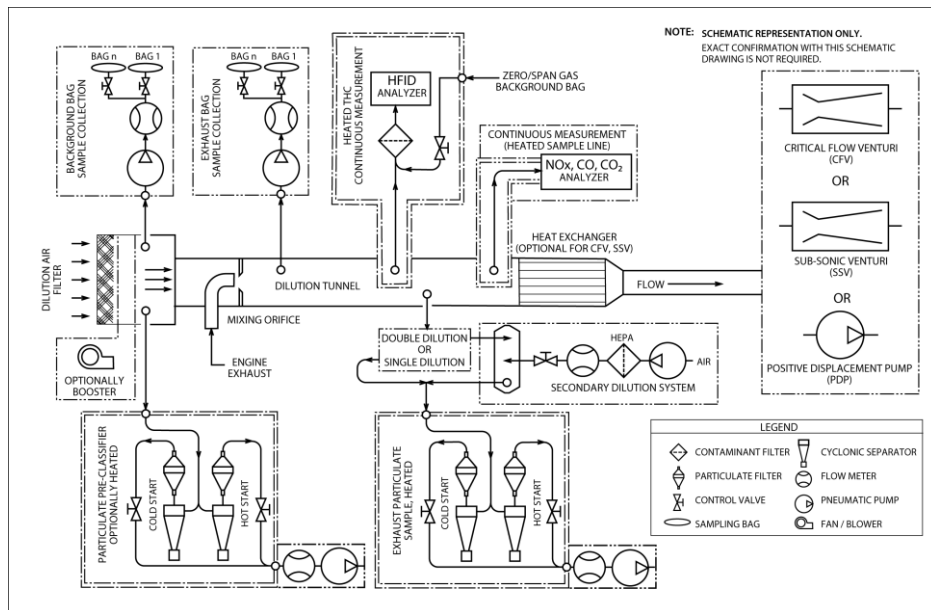 BAG n
BAG 1
BACKGROUND BAG
SAMPLE COLLECTION
BAG n
BAG 1
EXHAUST BAG
SAMPLE COLLECTION
HEATED THC
CONTINUOUS MEASUREMENT
HFID
ANALYZER
ZERO/SPAN GAS
BACKGROUND BAG
CONTINUOUS MEASUREMENT
(HEATED SAMPLE LINE)
NOx, CO, CO₂
ANALYZER
NOTE: SCHEMATIC REPRESENTATION ONLY.
EXACT CONFIRMATION WITH THIS SCHEMATIC
DRAWING IS NOT REQUIRED.
CRITICAL FLOW VENTURI
(CFV)
OR
SUB-SONIC VENTURI
(SSV)
OR
POSITIVE DISPLACEMENT PUMP
(PDP)
DILUTION AIR
FILTER
DILUTION TUNNEL
HEAT EXCHANGER
(OPTIONAL FOR CFV, SSV)
FLOW
MIXING ORIFICE
ENGINE
EXHAUST
OPTIONALLY
BOOSTER
DOUBLE DILUTION
OR
SINGLE DILUTION
HEPA
AIR
SECONDARY DILUTION SYSTEM
PARTICULATE PRE-CLASSIFIER
OPTIONALLY HEATED
COLD START
HOT START
EXHAUST PARTICULATE
SAMPLE, HEATED
COLD START
HOT START
LEGEND
CONTAMINANT FILTER
CYCLONIC SEPARATOR
PARTICULATE FILTER
FLOW METER
CONTROL VALVE
PNEUMATIC PUMP
SAMPLING BAG
FAN / BLOWER